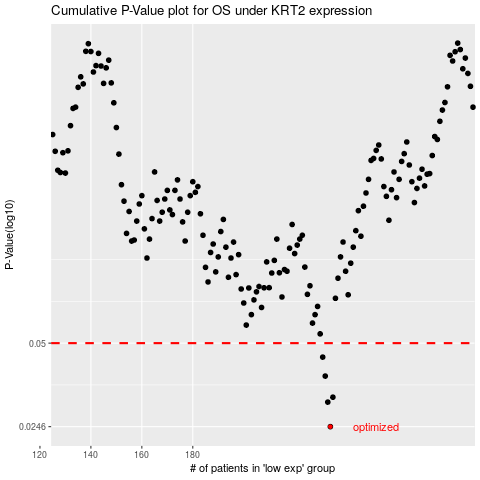 Cumulative P-Value plot for OS under KRT2 expression
P-Value(log10)
0.05
0.0246
optimized
120 140 160 180
# of patients in 'low exp' group